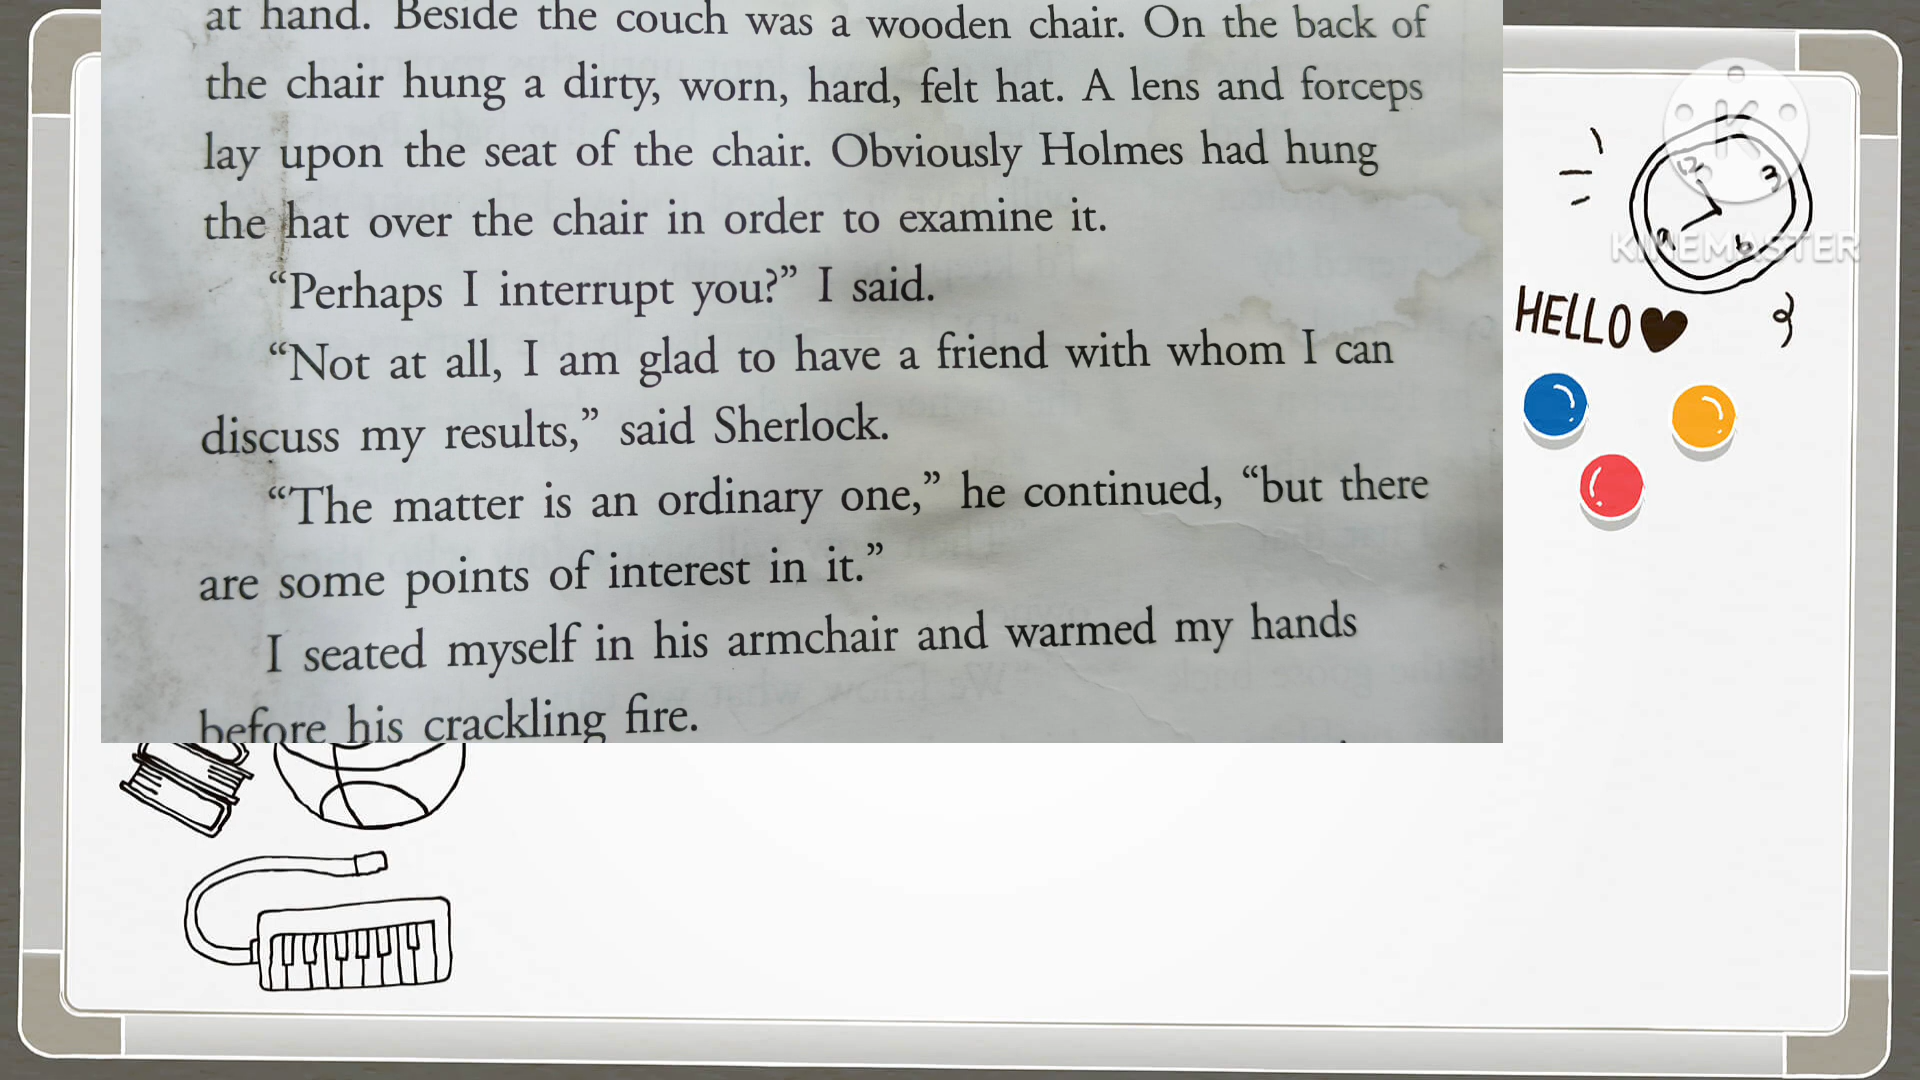 at hand. Beside the couch was a wooden chair. On the back of
the chair hung a dirty, worn, hard, felt hat. A lens and forceps
lay upon the seat of the chair. Obviously Holmes had hung
the hat over the chair in order to examine it.
“Perhaps I interrupt you?” I said.
“Not at all, I am glad to have a friend with whom I can
discuss my results,” said Sherlock.
“The matter is an ordinary one,” he continued, “but there
are some points of interest in it.”
I seated myself in his armchair and warmed my hands
before his crackling fire.
K
12
3
9
6
KINEMASTER
HELLO